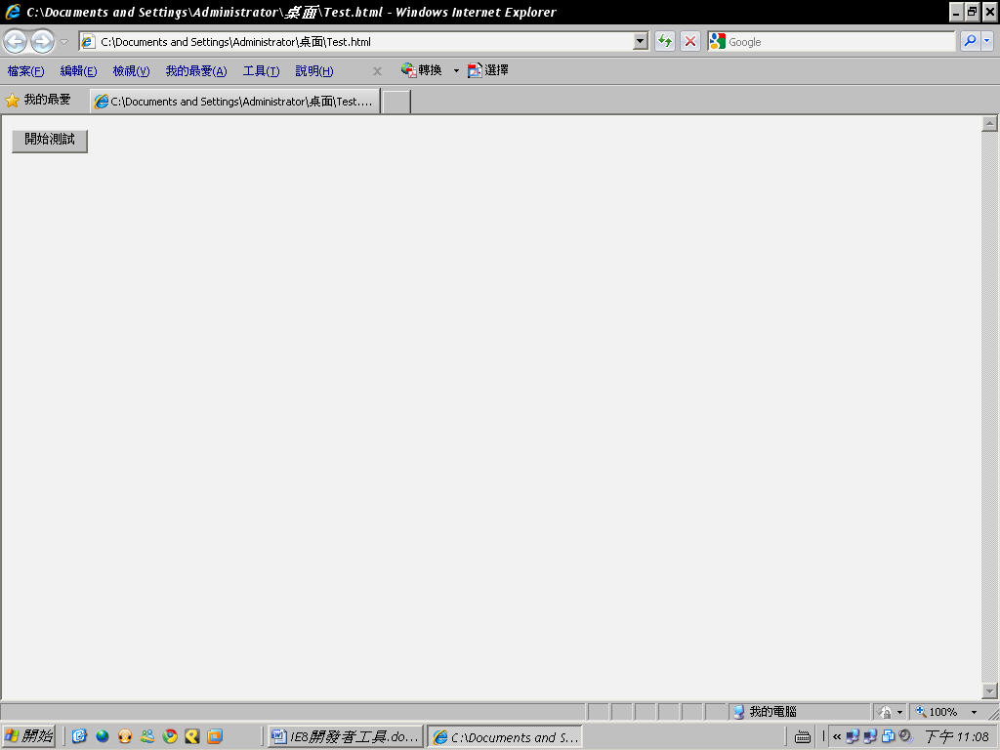 C:\Documents and Settings\Administrator\桌面\Test.html - Windows Internet Explorer
C:\Documents and Settings\Administrator\桌面\Test.html
Google
檔案(F) 編輯(E) 檢視(V) 我的最愛(A) 工具(T) 說明(H) x 轉換 選擇
我的最愛 C:\Documents and Settings\Administrator\桌面\Test....
開始測試
我的電腦 100%
開始 IE8開發者工具.do... C:\Documents and S... « 下午 11:08